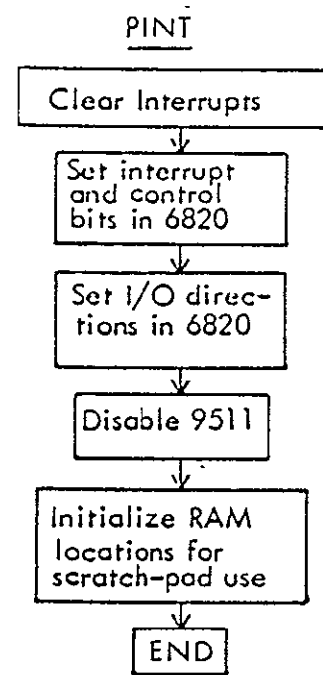 PINT
Clear Interrupts
Set interrupt
and control
bits in 6820
Set I/O direc-
tions in 6820
Disable 9511
Initialize RAM
locations for
scratch-pad use
END